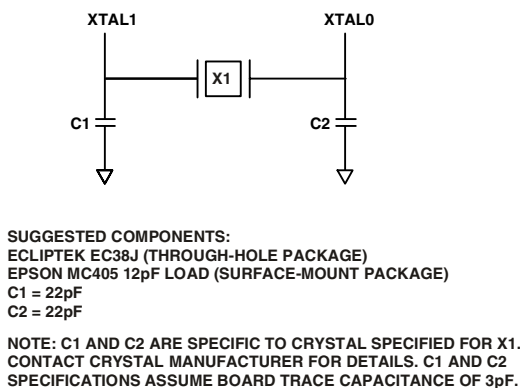 XTAL1 XTAL0
X1
C1 C2
SUGGESTED COMPONENTS:
ECLIPTEK EC38J (THROUGH-HOLE PACKAGE)
EPSON MC405 12pF LOAD (SURFACE-MOUNT PACKAGE)
C1 = 22pF
C2 = 22pF
NOTE: C1 AND C2 ARE SPECIFIC TO CRYSTAL SPECIFIED FOR X1.
CONTACT CRYSTAL MANUFACTURER FOR DETAILS. C1 AND C2
SPECIFICATIONS ASSUME BOARD TRACE CAPACITANCE OF 3pF.